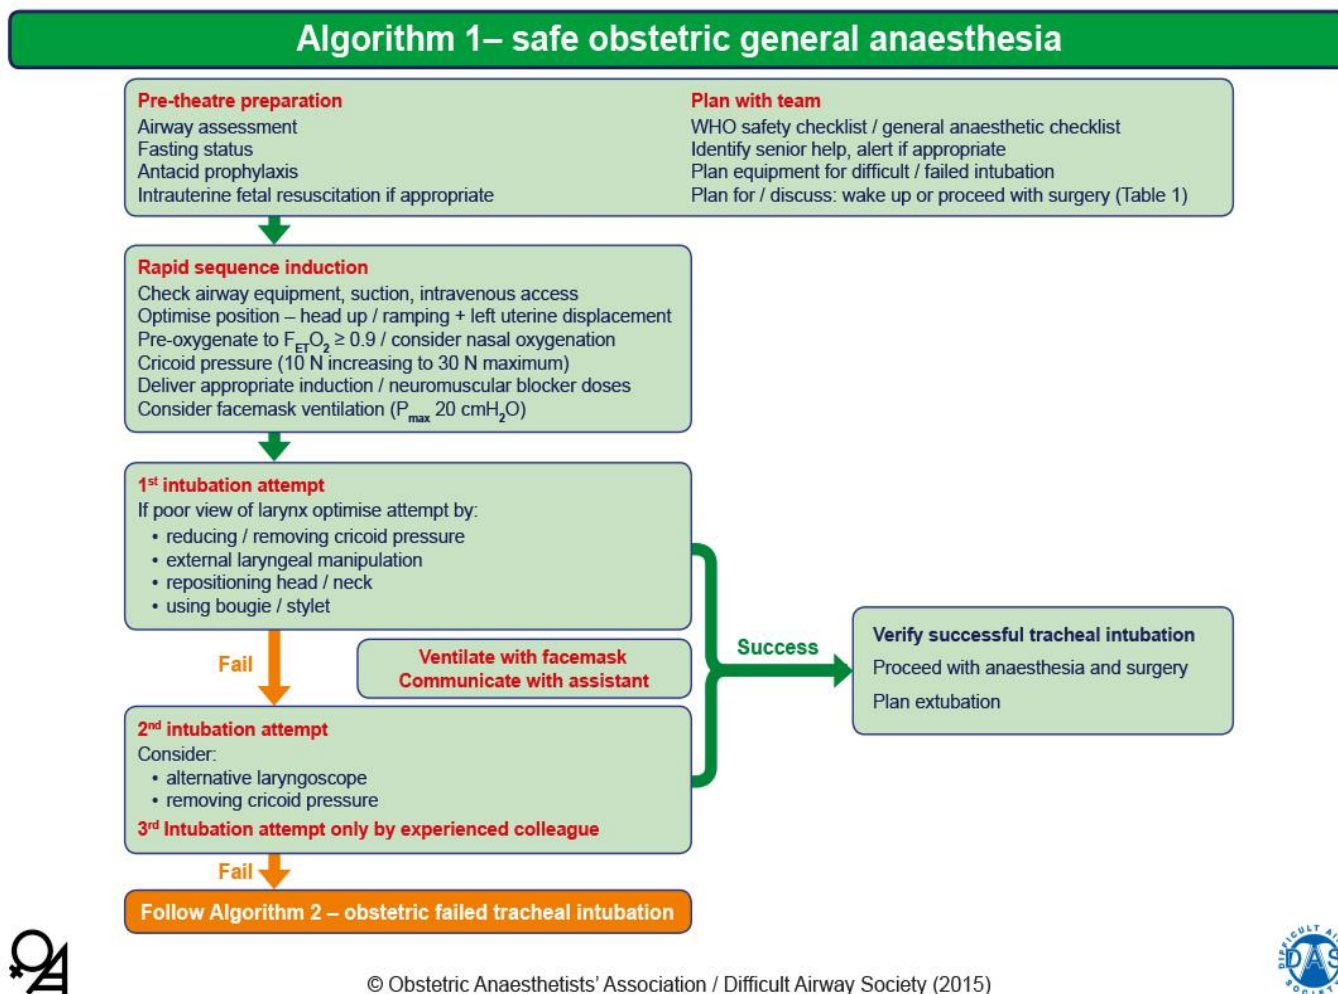 Algorithm 1– safe obstetric general anaesthesia
Pre-theatre preparation
Airway assessment
Fasting status
Antacid prophylaxis
Intrauterine fetal resuscitation if appropriate
Plan with team
WHO safety checklist / general anaesthetic checklist
Identify senior help, alert if appropriate
Plan equipment for difficult / failed intubation
Plan for / discuss: wake up or proceed with surgery (Table 1)
Rapid sequence induction
Check airway equipment, suction, intravenous access
Optimise position – head up / ramping + left uterine displacement
Pre-oxygenate to FETO2 ≥ 0.9 / consider nasal oxygenation
Cricoid pressure (10 N increasing to 30 N maximum)
Deliver appropriate induction / neuromuscular blocker doses
Consider facemask ventilation (Pmax 20 cmH2O)
1st intubation attempt
If poor view of larynx optimise attempt by:
• reducing / removing cricoid pressure
• external laryngeal manipulation
• repositioning head / neck
• using bougie / stylet
Fail
Ventilate with facemask
Communicate with assistant
Success
Verify successful tracheal intubation
Proceed with anaesthesia and surgery
Plan extubation
2nd intubation attempt
Consider:
• alternative laryngoscope
• removing cricoid pressure
3rd Intubation attempt only by experienced colleague
Fail
Follow Algorithm 2 – obstetric failed tracheal intubation
© Obstetric Anaesthetists' Association / Difficult Airway Society (2015)
DIFFICULT AI
DAS
SOCIETY